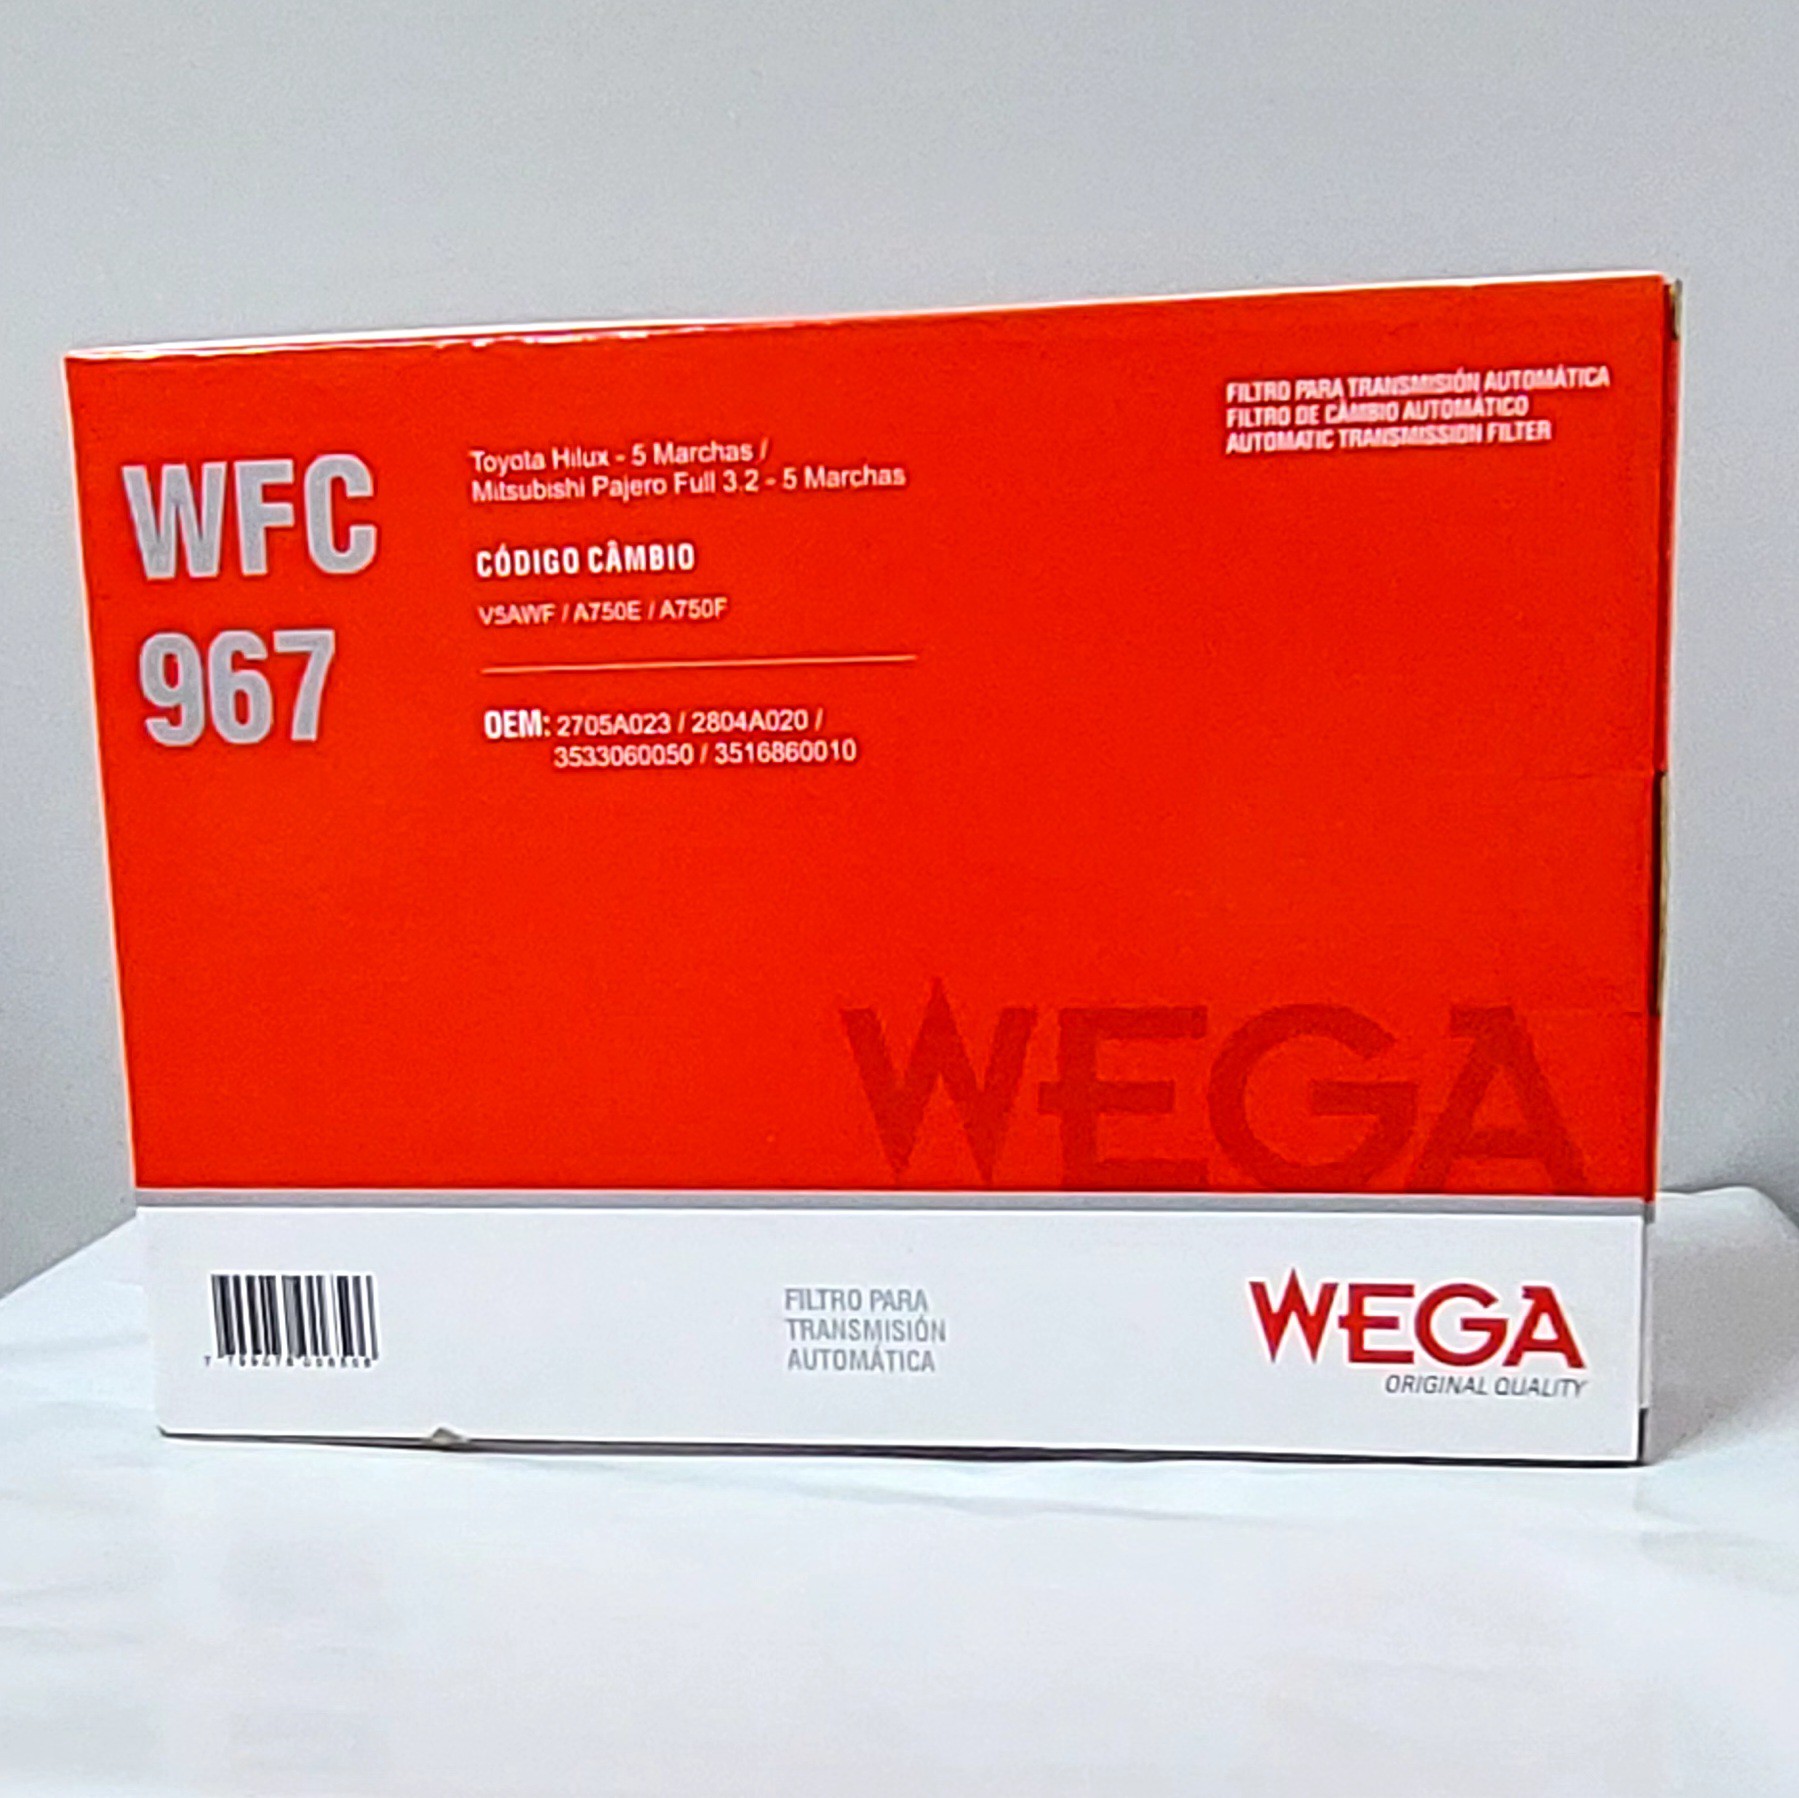 FILTRO PARA TRANSMISIÓN AUTOMÁTICA
FILTRO DE CÂMBIO AUTOMÁTICO
AUTOMATIC TRANSMISSION FILTER
WFC
967
Toyota Hilux - 5 Marchas /
Mitsubishi Pajero Full 3.2 - 5 Marchas
CÓDIGO CÂMBIO
V5AWF / A750E / A750F
OEM: 2705A023 / 2804A020 /
3533060050 / 3516860010
WEGA
FILTRO PARA
TRANSMISIÓN
AUTOMÁTICA
WEGA
ORIGINAL QUALITY